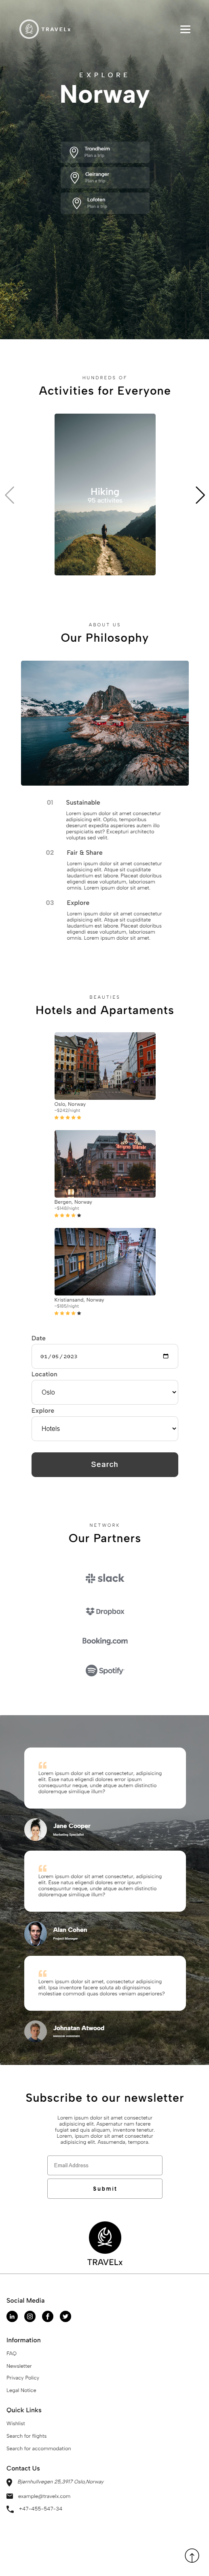 TRAVELx
EXPLORE
Norway
Trondheim
Plan a trip
Geiranger
Plan a trip
Lofoten
Plan a trip
HUNDREDS OF
Activities for Everyone
Hiking
95 activites
ABOUT US
Our Philosophy
01 Sustainable
Lorem ipsum dolor sit amet consectetur
adipisicing elit. Optio, temporibus
deserunt expedita asperiores autem illo
perspiciatis est? Excepturi architecto
voluptas sed velit.
02 Fair & Share
Lorem ipsum dolor sit amet consectetur
adipisicing elit. Atque sit cupiditate
laudantium est labore. Placeat doloribus
eligendi esse voluptatum, laboriosam
omnis. Lorem ipsum dolor sit amet.
03 Explore
Lorem ipsum dolor sit amet consectetur
adipisicing elit. Atque sit cupiditate
laudantium est labore. Placeat doloribus
eligendi esse voluptatum, laboriosam
omnis. Lorem ipsum dolor sit amet.
BEAUTIES
Hotels and Apartaments
Oslo, Norway
Bergen, Norway
Kristiansand, Norway
Date
01/05/2023
Location
Oslo
Explore
Hotels
Search
NETWORK
Our Partners
slack
Dropbox
Booking.com
Spotify
Lorem ipsum dolor sit amet consectetur, adipisicing
elit. Esse natus eligendi dolores error ipsum
consequuntur neque, unde atque autem distinctio
doloremque similique illum?
Jane Cooper
Marketing Specialist
Lorem ipsum dolor sit amet consectetur, adipisicing
elit. Esse natus eligendi dolores error ipsum
consequuntur neque, unde atque autem distinctio
doloremque similique illum?
Alan Cohen
Project Manager
Lorem ipsum dolor sit amet, consectetur adipisicing
elit. Ipsa inventore facere soluta ab dignissimos
molestiae commodi quos dolores veniam asperiores?
Johnatan Atwood
Subscribe to our newsletter
Lorem ipsum dolor sit amet consectetur
adipisicing elit. Aspernatur nam facere
fugiat sed quis aliquam, inventore tenetur.
Lorem, ipsum dolor sit amet consectetur
adipisicing elit. Assumenda, tempora.
Email Address
Submit
TRAVELx
Social Media
Information
FAQ
Newsletter
Privacy Policy
Legal Notice
Quick Links
Wishlist
Search for flights
Search for accommodation
Contact Us
Bjørnhullvegen 25,3917 Oslo,Norway
example@travelx.com
+47-455-547-34